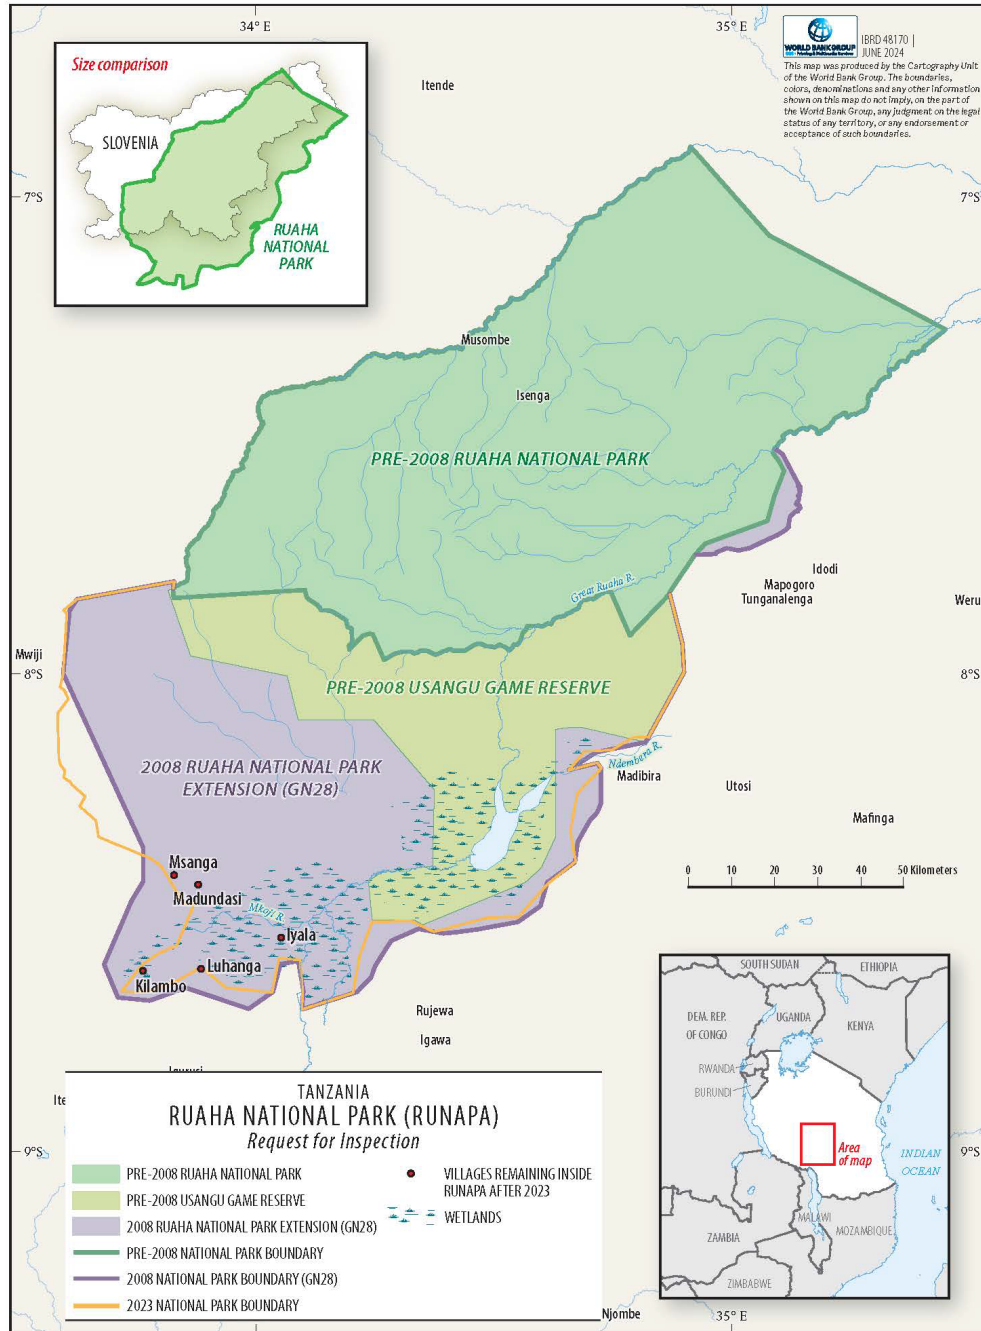 34° E
35° E
WORLD BANK GROUP
IBRD 48170 |
JUNE 2024
This map was produced by the Cartography Unit
of the World Bank Group. The boundaries,
colors, denominations and any other information
shown on this map do not imply, on the part of
the World Bank Group, any judgment on the legal
status of any territory, or any endorsement or
acceptance of such boundaries.
Size comparison
SLOVENIA
RUAHA
NATIONAL
PARK
Itende
7°S
7°S
Musombe
Isenga
PRE-2008 RUAHA NATIONAL PARK
Great Ruaha R.
Idodi
Mapogoro
Tunganalenga
Weru
Mwiji
8°S
8°S
PRE-2008 USANGU GAME RESERVE
2008 RUAHA NATIONAL PARK
EXTENSION (GN28)
Ndembera R.
Madibira
Utosi
Mafinga
Msanga
Madundasi
Mkoji R.
Iyala
Luhanga
Kilambo
0 10 20 30 40 50 Kilometers
Rujewa
Igawa
9°S
9°S
TANZANIA
RUAHA NATIONAL PARK (RUNAPA)
Request for Inspection
PRE-2008 RUAHA NATIONAL PARK
PRE-2008 USANGU GAME RESERVE
2008 RUAHA NATIONAL PARK EXTENSION (GN28)
PRE-2008 NATIONAL PARK BOUNDARY
2008 NATIONAL PARK BOUNDARY (GN28)
2023 NATIONAL PARK BOUNDARY
VILLAGES REMAINING INSIDE
RUNAPA AFTER 2023
WETLANDS
SOUTH SUDAN
ETHIOPIA
DEM. REP.
OF CONGO
UGANDA
KENYA
RWANDA
BURUNDI
Area
of map
INDIAN
OCEAN
MALAWI
ZAMBIA
MOZAMBIQUE
ZIMBABWE
Njombe
35° E